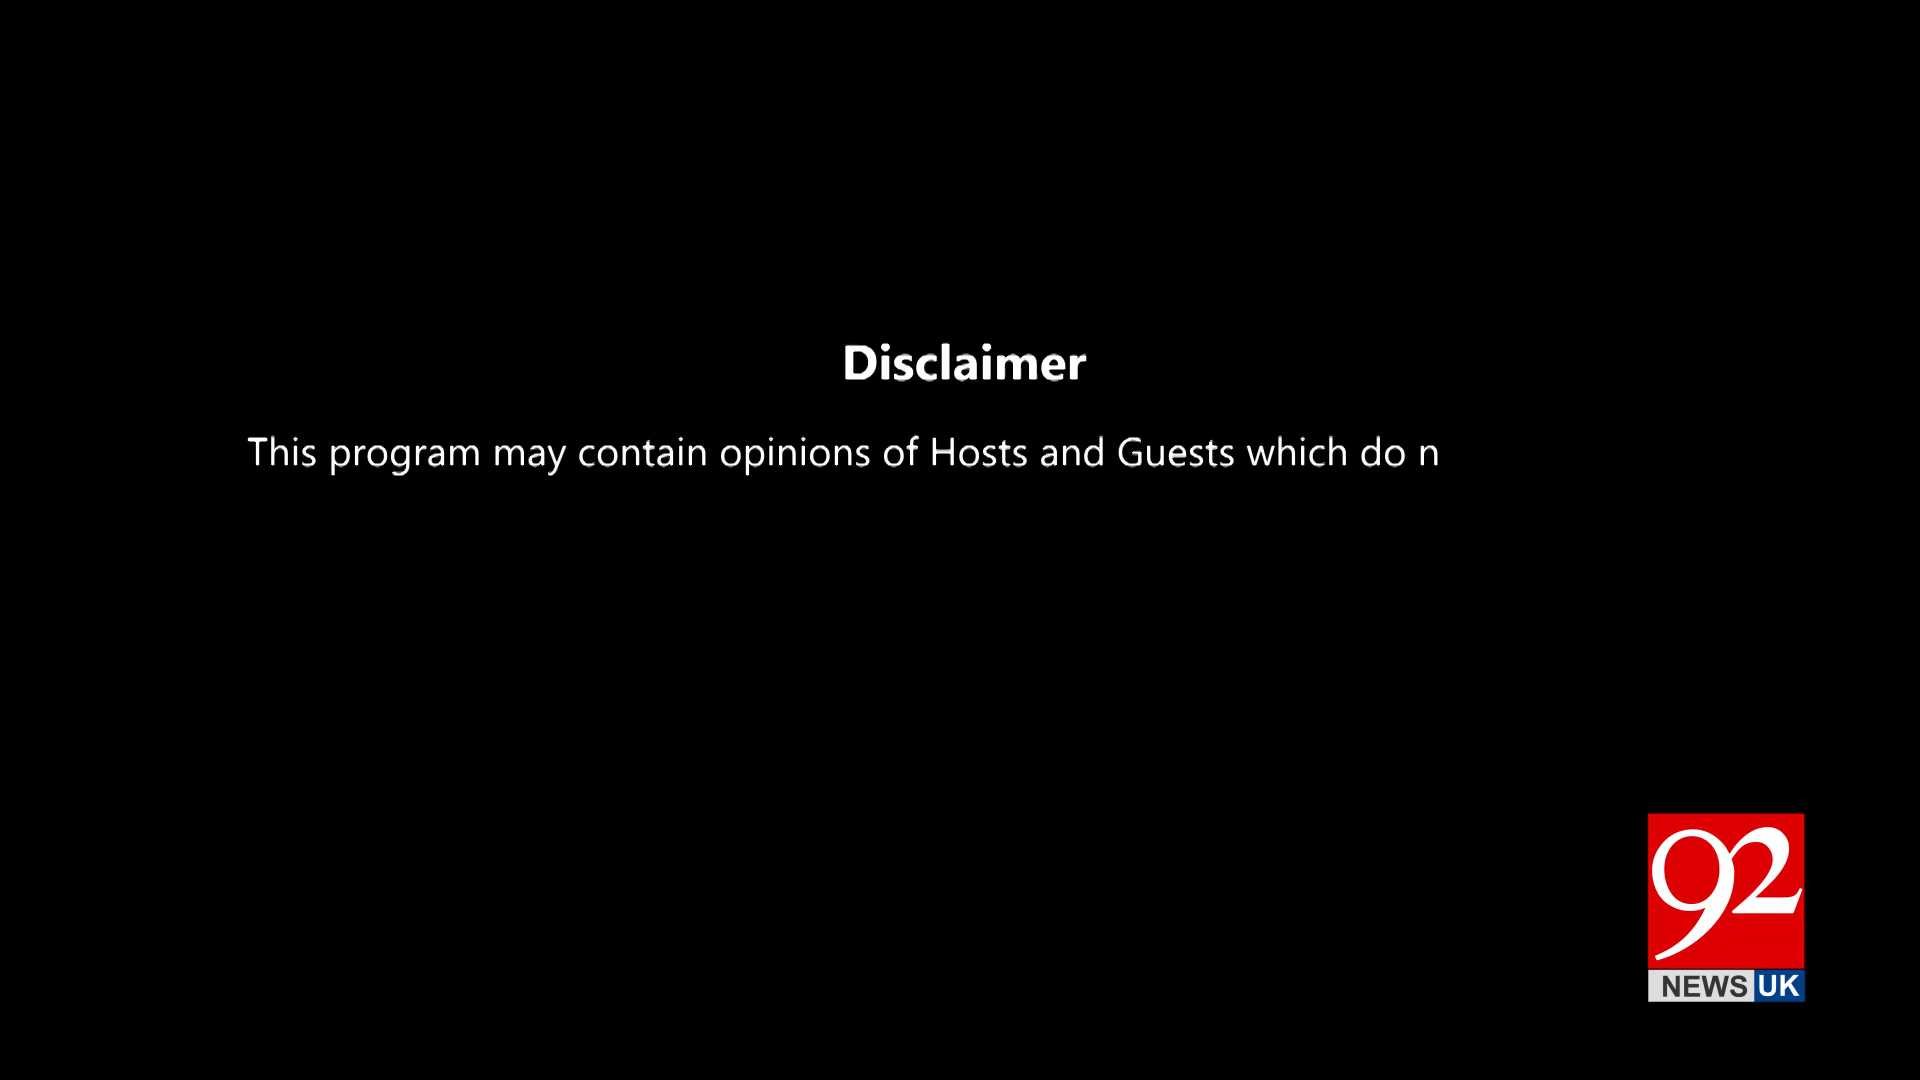 Disclaimer
This program may contain opinions of Hosts and Guests which do n
92
NEWS UK